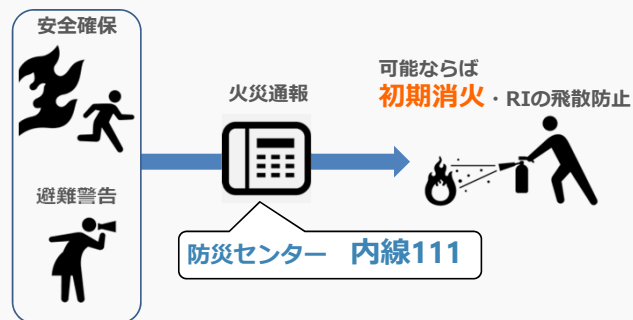 安全確保
避難警告
火災通報
防災センター 内線111
可能ならば
初期消火・RIの飛散防止